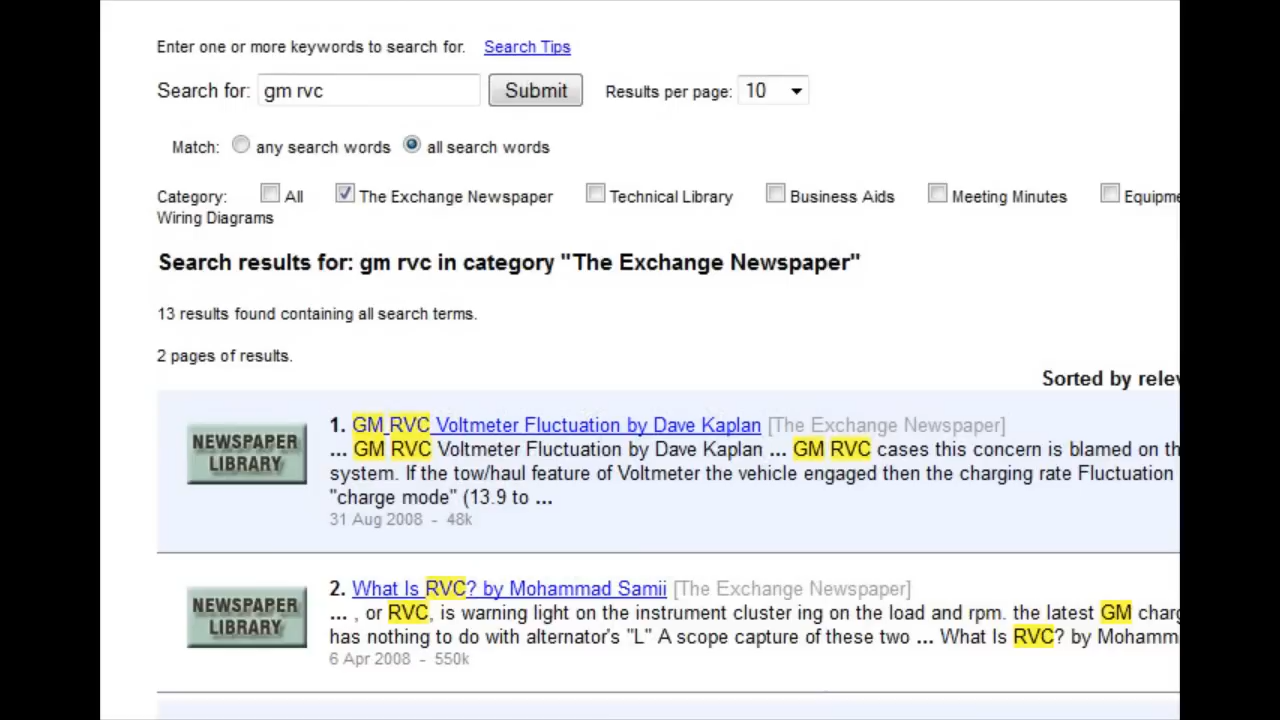 Enter one or more keywords to search for. Search Tips
Search for: gm rvc Submit Results per page: 10
Match: any search words all search words
Category: All The Exchange Newspaper Technical Library Business Aids Meeting Minutes Equipme
Wiring Diagrams
Search results for: gm rvc in category "The Exchange Newspaper"
13 results found containing all search terms.
2 pages of results.
Sorted by rele
NEWSPAPER
LIBRARY
1. GM RVC Voltmeter Fluctuation by Dave Kaplan [The Exchange Newspaper]
... GM RVC Voltmeter Fluctuation by Dave Kaplan ... GM RVC cases this concern is blamed on th
system. If the tow/haul feature of Voltmeter the vehicle engaged then the charging rate Fluctuation
"charge mode" (13.9 to ...
31 Aug 2008 - 48k
NEWSPAPER
LIBRARY
2. What Is RVC? by Mohammad Samii [The Exchange Newspaper]
... , or RVC, is warning light on the instrument cluster ing on the load and rpm. the latest GM charg
has nothing to do with alternator's "L" A scope capture of these two ... What Is RVC? by Mohamm
6 Apr 2008 - 550k